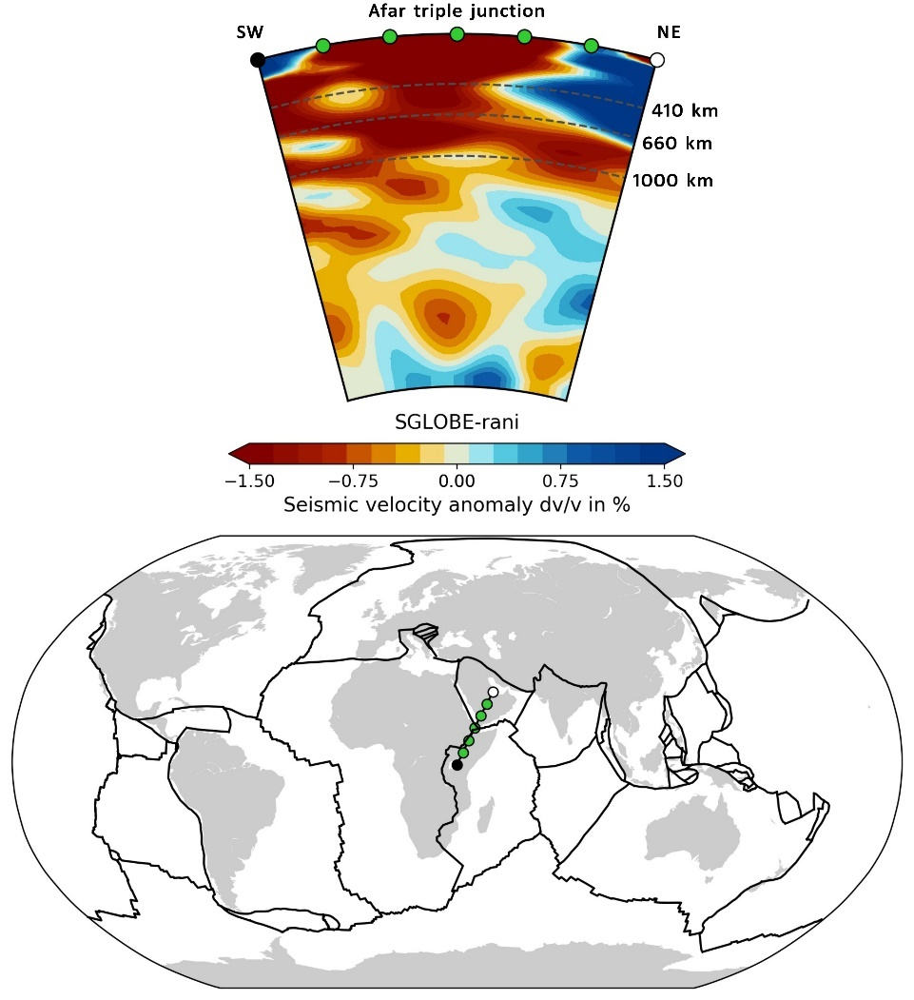 Afar triple junction
SW
NE
410 km
660 km
1000 km
SGLOBE-rani
−1.50 −0.75 0.00 0.75 1.50
Seismic velocity anomaly dv/v in %